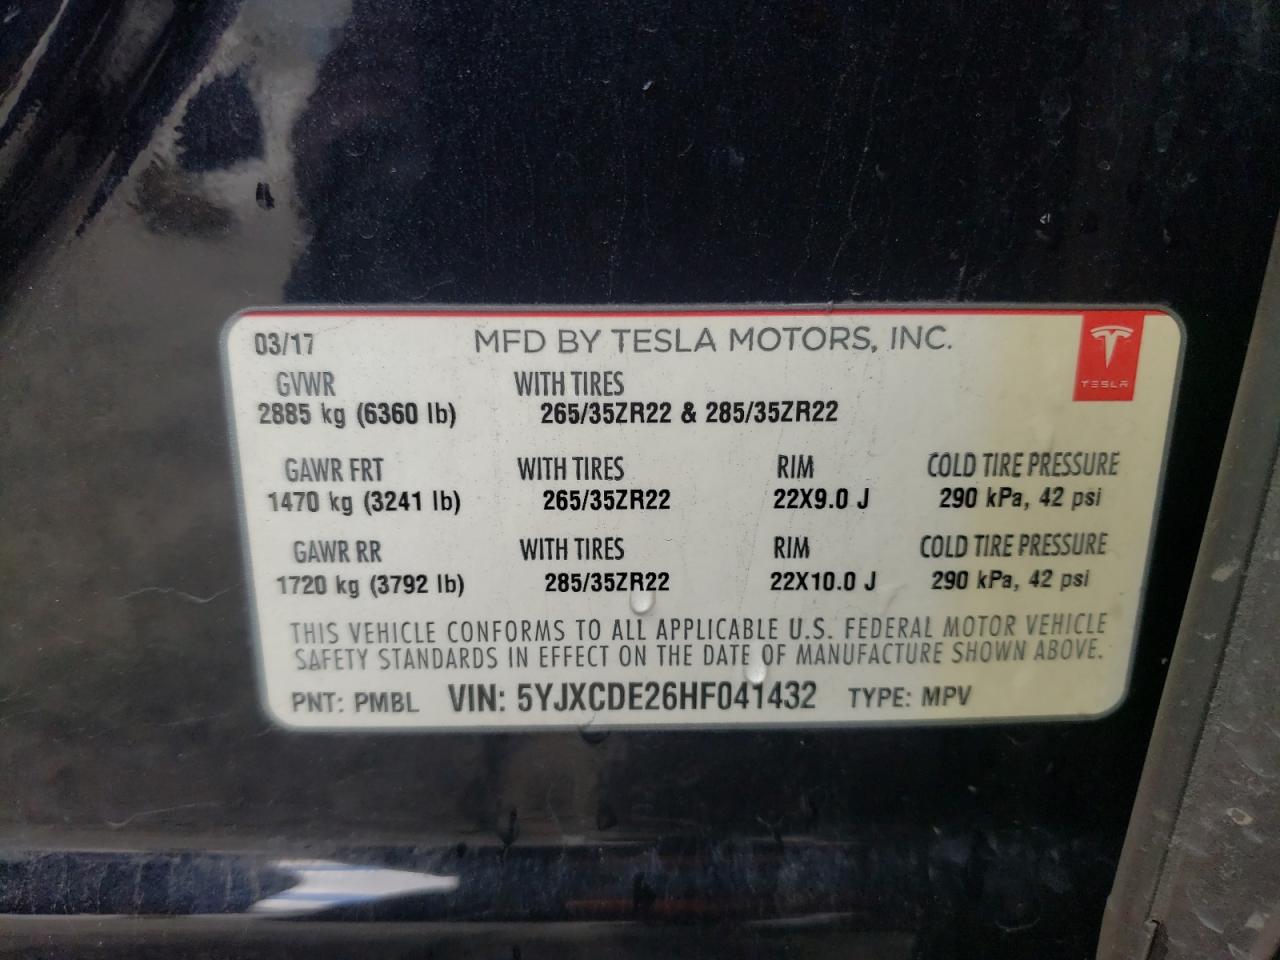 03/17 MFD BY TESLA MOTORS, INC.
TESLA
GVWR WITH TIRES
2885 kg (6360 lb) 265/35ZR22 & 285/35ZR22
GAWR FRT WITH TIRES RIM COLD TIRE PRESSURE
1470 kg (3241 lb) 265/35ZR22 22X9.0 J 290 kPa, 42 psi
GAWR RR WITH TIRES RIM COLD TIRE PRESSURE
1720 kg (3792 lb) 285/35ZR22 22X10.0 J 290 kPa, 42 psi
THIS VEHICLE CONFORMS TO ALL APPLICABLE U.S. FEDERAL MOTOR VEHICLE
SAFETY STANDARDS IN EFFECT ON THE DATE OF MANUFACTURE SHOWN ABOVE.
PNT: PMBL VIN: 5YJXCDE26HF041432 TYPE: MPV